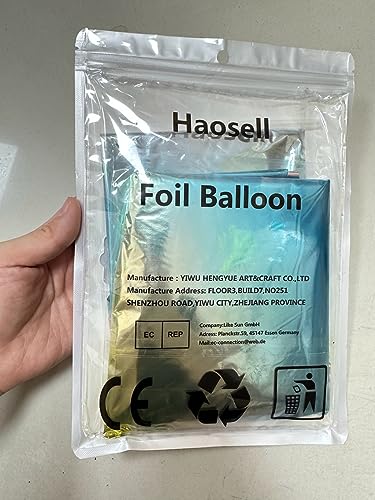 Haosell
Foil Balloon
Manufacture : YIWU HENGYUE ART&CRAFT CO.,LTD
Manufacture Address: FLOOR3,BUILD7,NO251
SHENZHOU ROAD,YIWU CITY,ZHEJIANG PROVINCE
EC REP
Company:Liha Sun GmbH
Adress: Planckstr.59, 45147 Essen Germany
Mail:ec-connection@web.de
CE